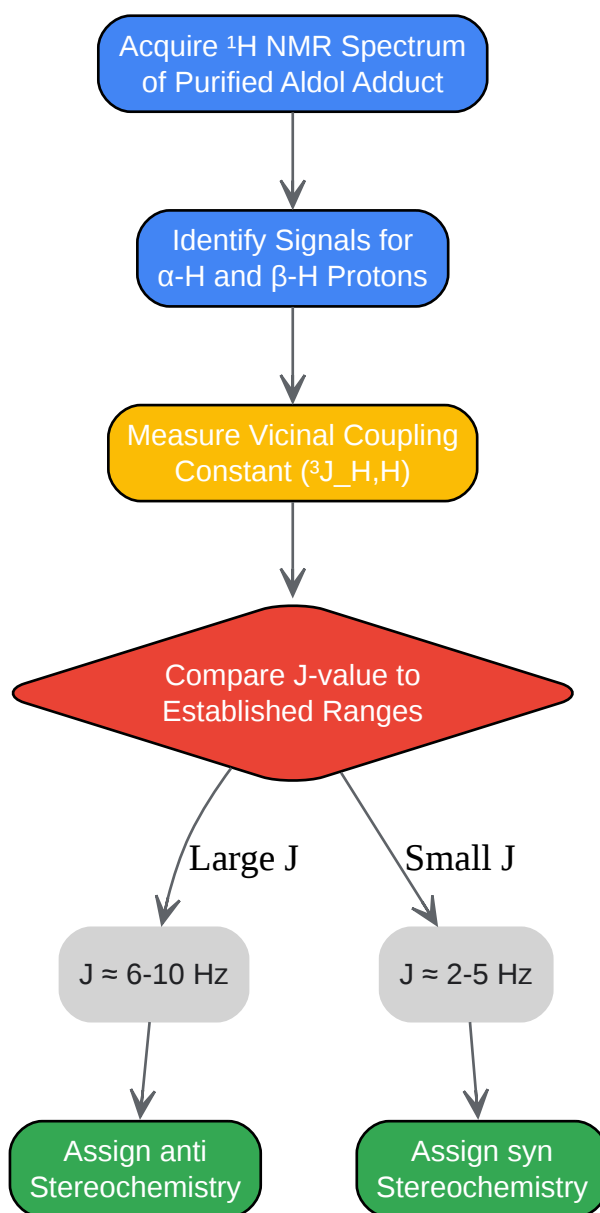 Acquire ¹H NMR Spectrum
of Purified Aldol Adduct
Identify Signals for
α-H and β-H Protons
Measure Vicinal Coupling
Constant (³J_H,H)
Compare J-value to
Established Ranges
Large J
Small J
J ≈ 6-10 Hz
J ≈ 2-5 Hz
Assign anti
Stereochemistry
Assign syn
Stereochemistry